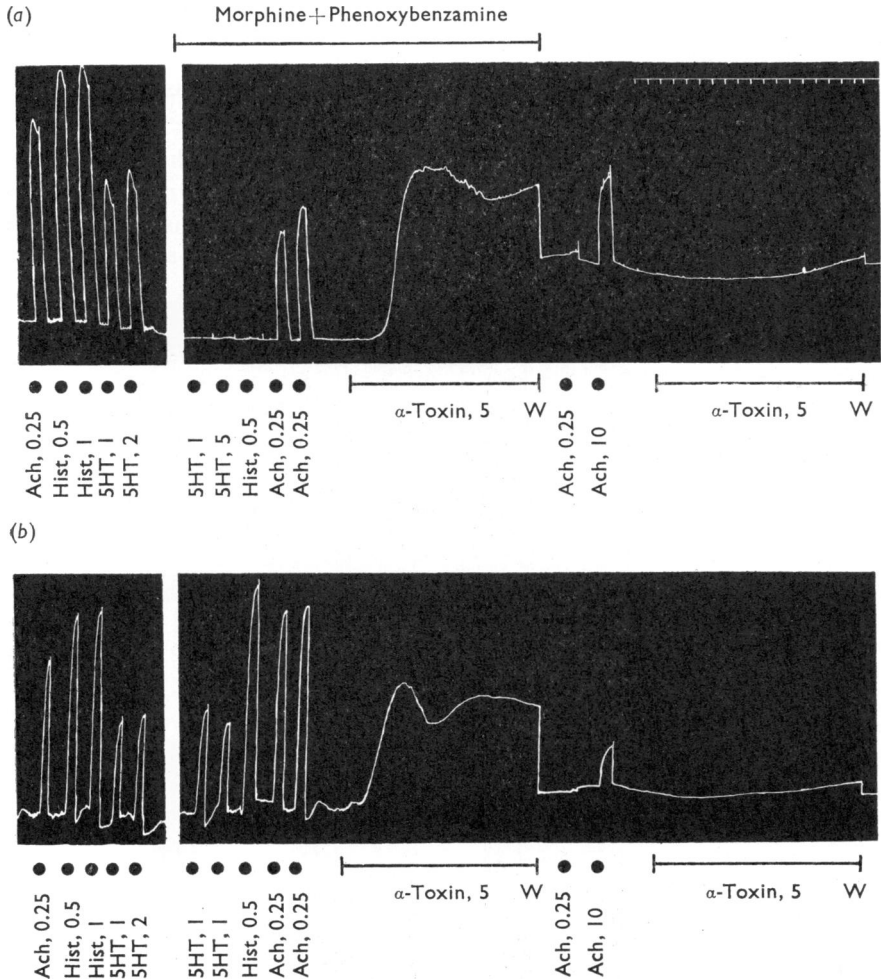 (a)
Morphine+Phenoxybenzamine
Ach, 0.25
Hist, 0.5
Hist, 1
5HT, 1
5HT, 2
5HT, 1
5HT, 5
Hist, 0.5
Ach, 0.25
Ach, 0.25
α-Toxin, 5 W
Ach, 0.25
Ach, 10
α-Toxin, 5 W
(b)
Ach, 0.25
Hist, 0.5
Hist, 1
5HT, 1
5HT, 2
5HT, 1
5HT, 1
Hist, 0.5
Ach, 0.25
Ach, 0.25
α-Toxin, 5 W
Ach, 0.25
Ach, 10
α-Toxin, 5 W